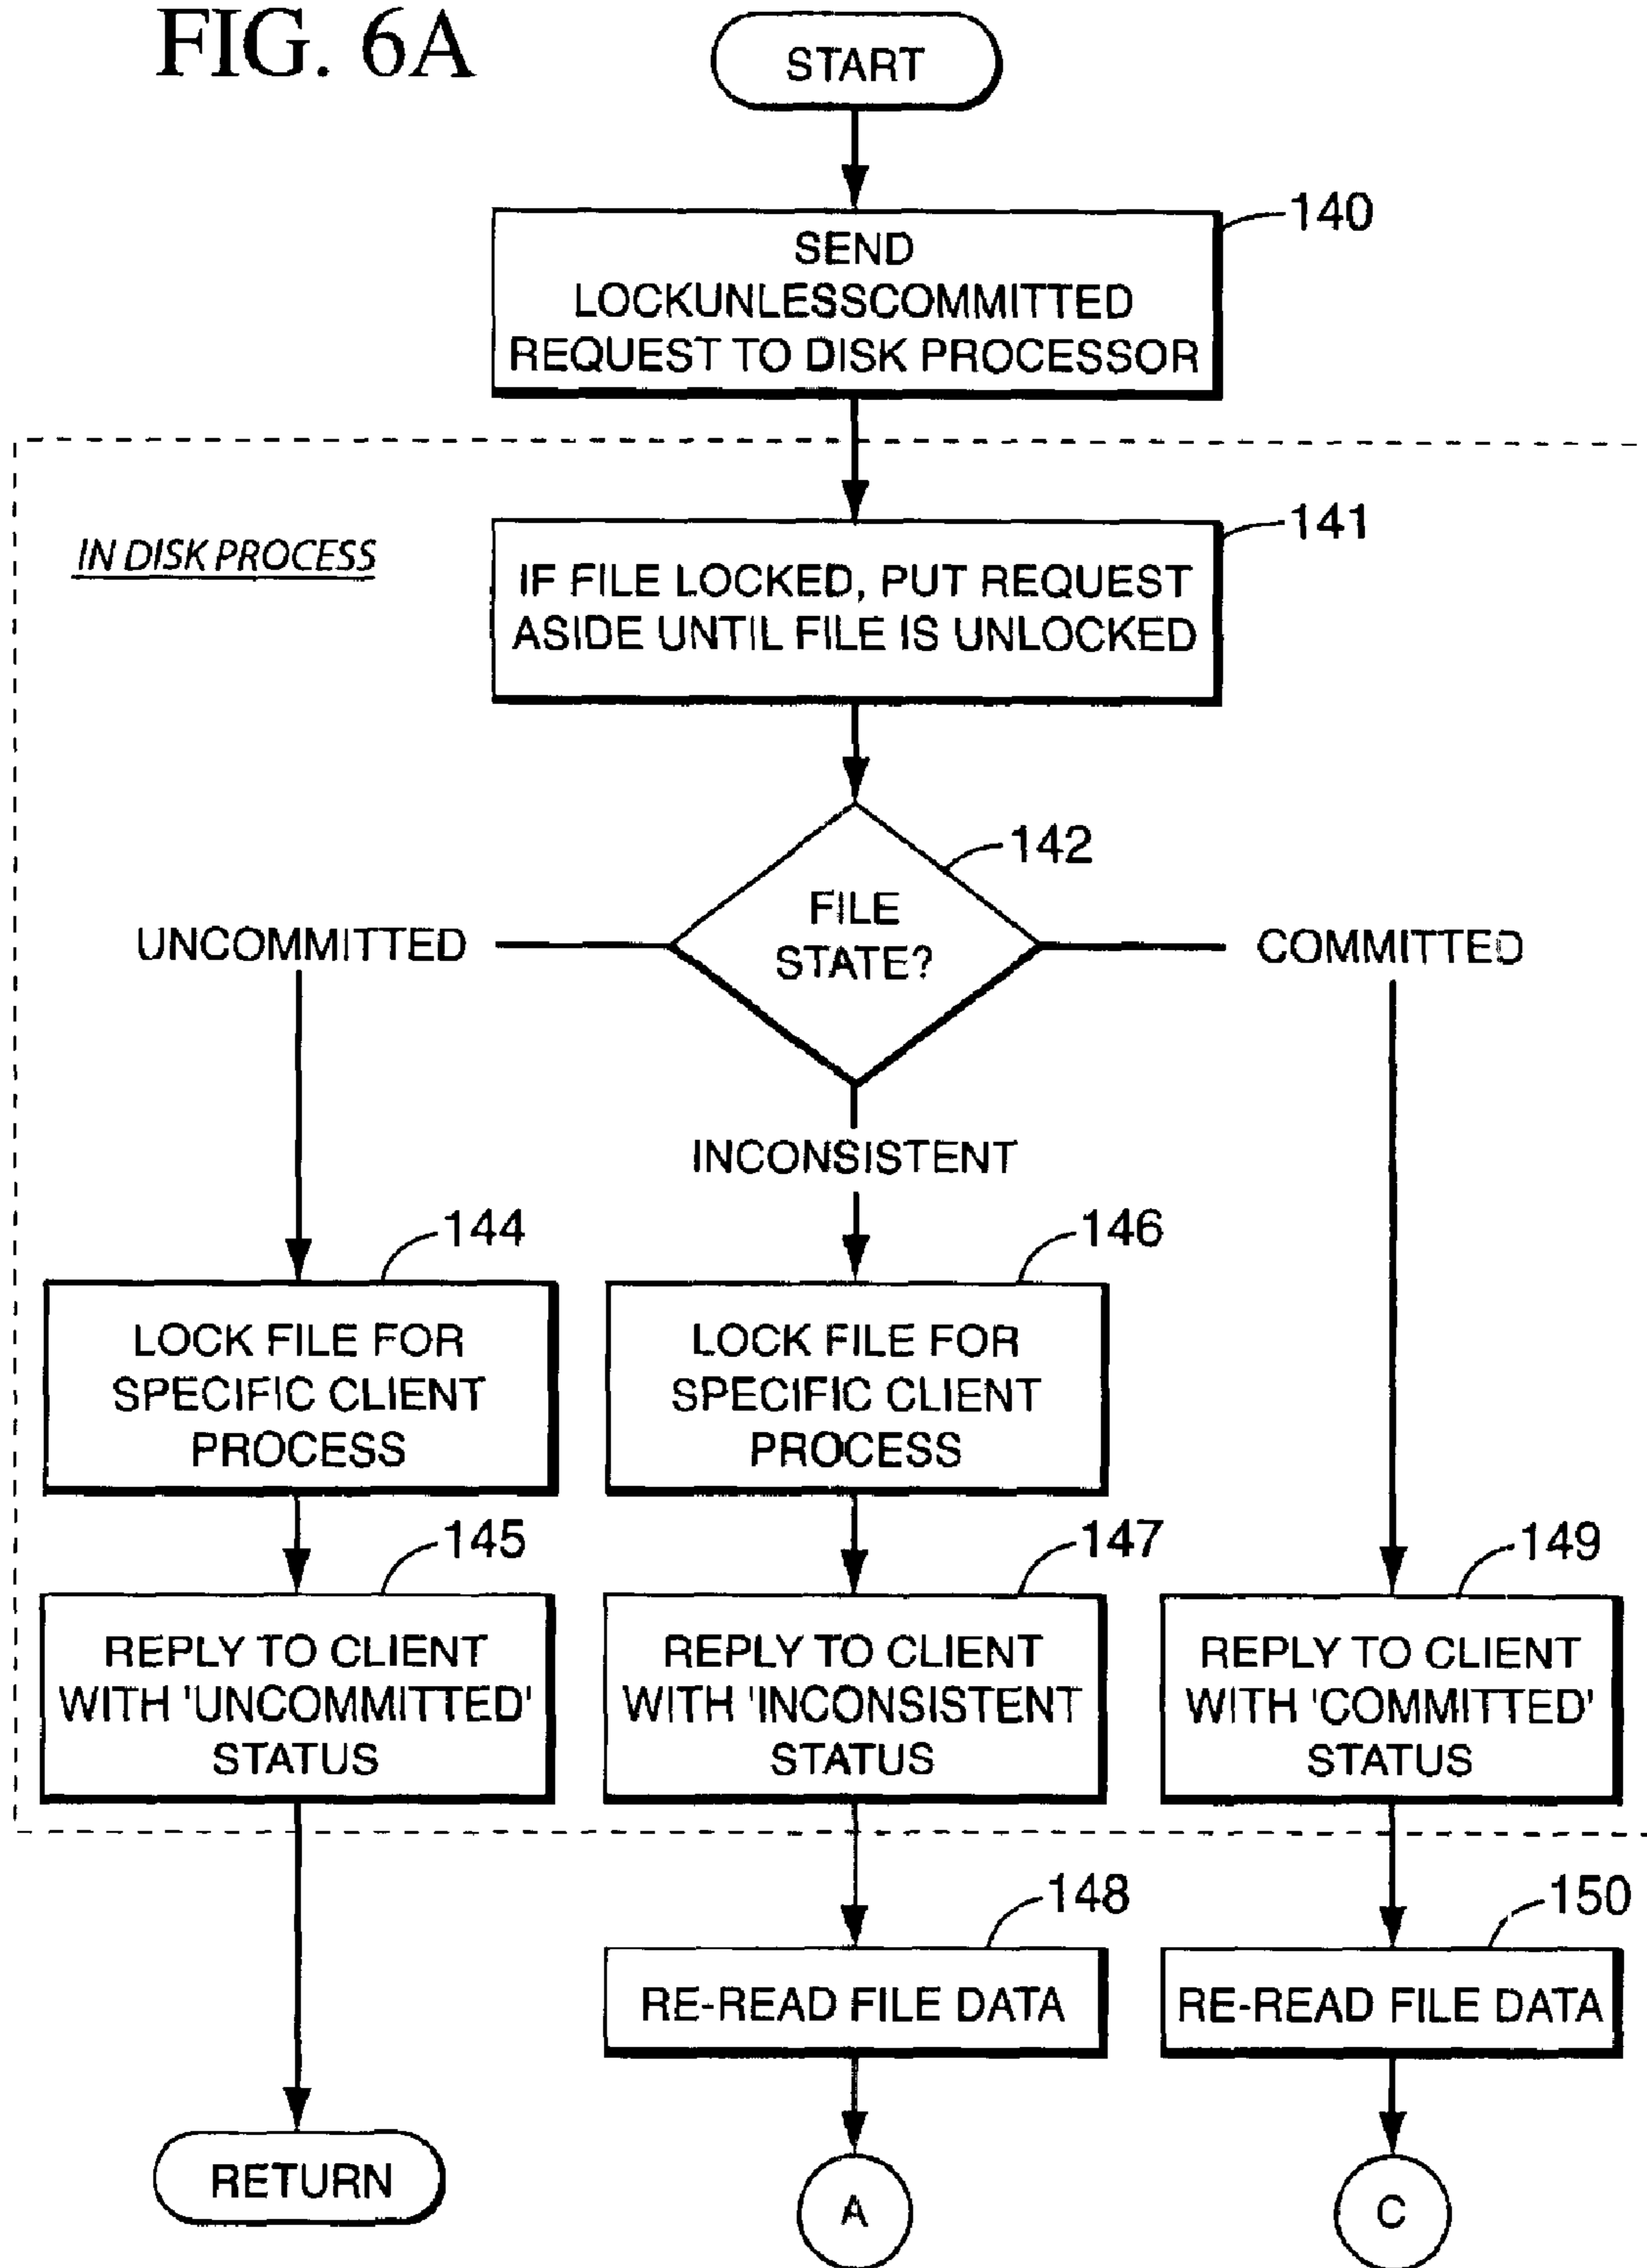 FIG. 6A
START
140
SEND
LOCKUNLESSCOMMITTED
REQUEST TO DISK PROCESSOR
141
IN DISK PROCESS
IF FILE LOCKED, PUT REQUEST
ASIDE UNTIL FILE IS UNLOCKED
142
FILE
STATE?
UNCOMMITTED
COMMITTED
INCONSISTENT
144
LOCK FILE FOR
SPECIFIC CLIENT
PROCESS
146
LOCK FILE FOR
SPECIFIC CLIENT
PROCESS
145
REPLY TO CLIENT
WITH 'UNCOMMITTED'
STATUS
147
REPLY TO CLIENT
WITH 'INCONSISTENT
STATUS
149
REPLY TO CLIENT
WITH 'COMMITTED'
STATUS
148
RE-READ FILE DATA
150
RE-READ FILE DATA
RETURN
A
C